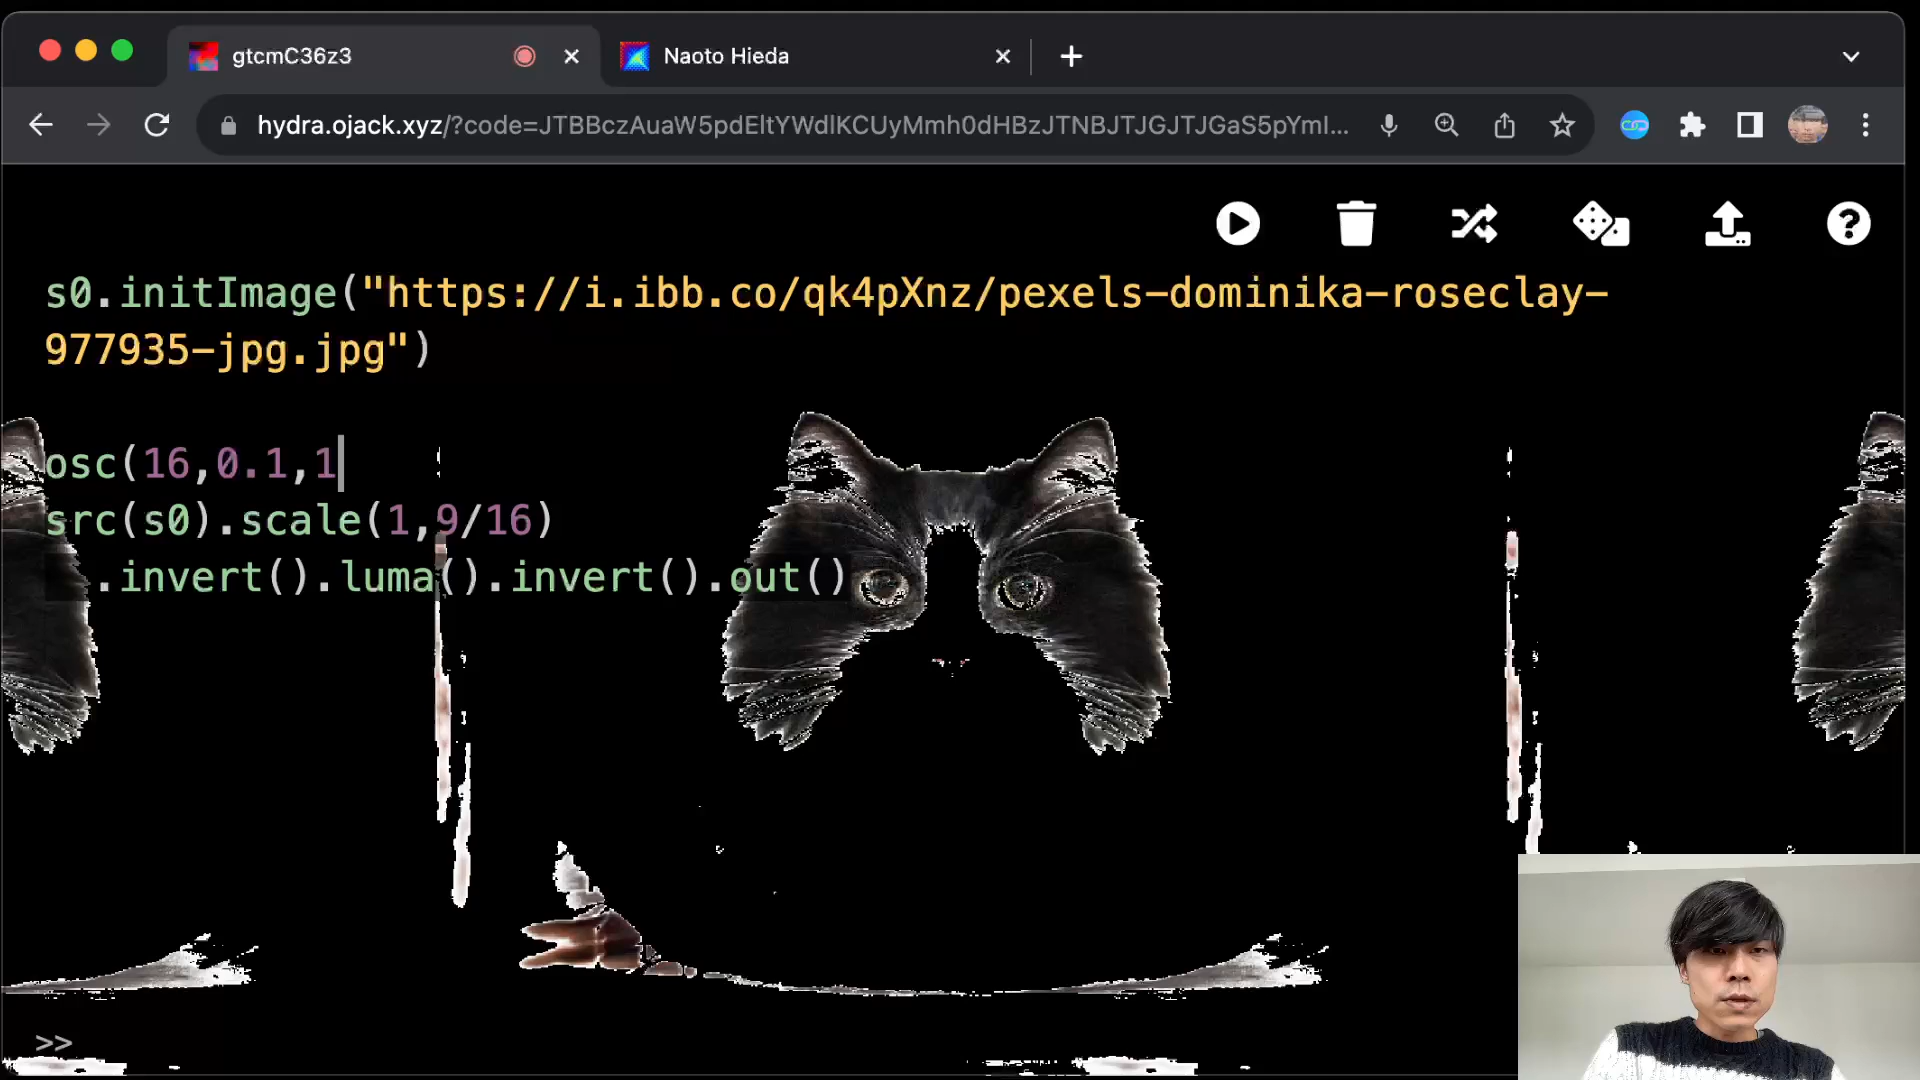 gtcmC36z3
Naoto Hieda
hydra.ojack.xyz/?code=JTBBczAuaW5pdEltYWdlKCUyMmh0dHBzJTNBJTJGJTJGaS5pYmI...
s0.initImage("https://i.ibb.co/qk4pXnz/pexels-dominika-roseclay-
977935-jpg.jpg")
osc(16,0.1,1
src(s0).scale(1,9/16)
.invert().luma().invert().out()
>>